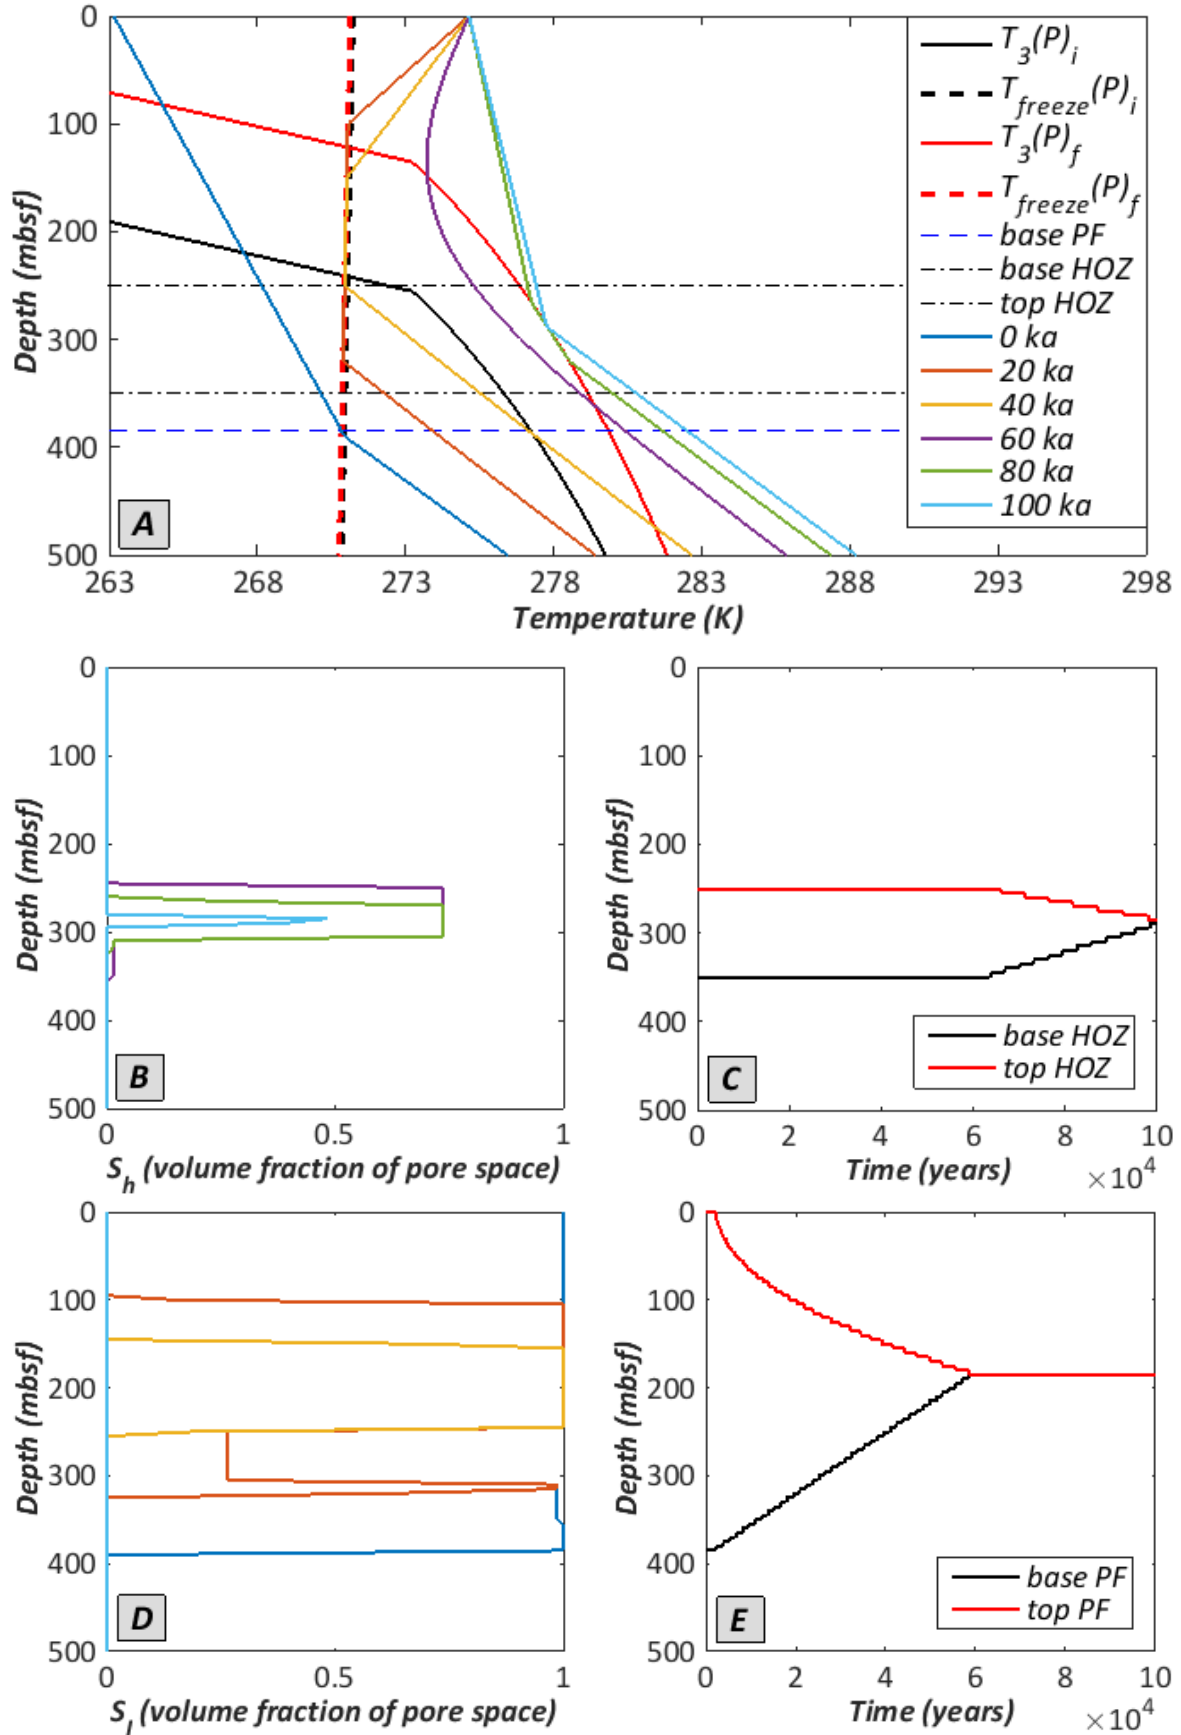 0
100
200
300
400
500
Depth (mbsf)
263 268 273 278 283 288 293 298
Temperature (K)
A
T3(P)i
Tfreeze(P)i
T3(P)f
Tfreeze(P)f
base PF
base HOZ
top HOZ
0 ka
20 ka
40 ka
60 ka
80 ka
100 ka
0
100
200
300
400
500
Depth (mbsf)
B
0 0.5 1
Sh (volume fraction of pore space)
0
100
200
300
400
500
Depth (mbsf)
C
base HOZ
top HOZ
0 2 4 6 8 10
Time (years)
×10^4
0
100
200
300
400
500
Depth (mbsf)
D
0 0.5 1
SI (volume fraction of pore space)
0
100
200
300
400
500
Depth (mbsf)
E
base PF
top PF
0 2 4 6 8 10
Time (years)
×10^4